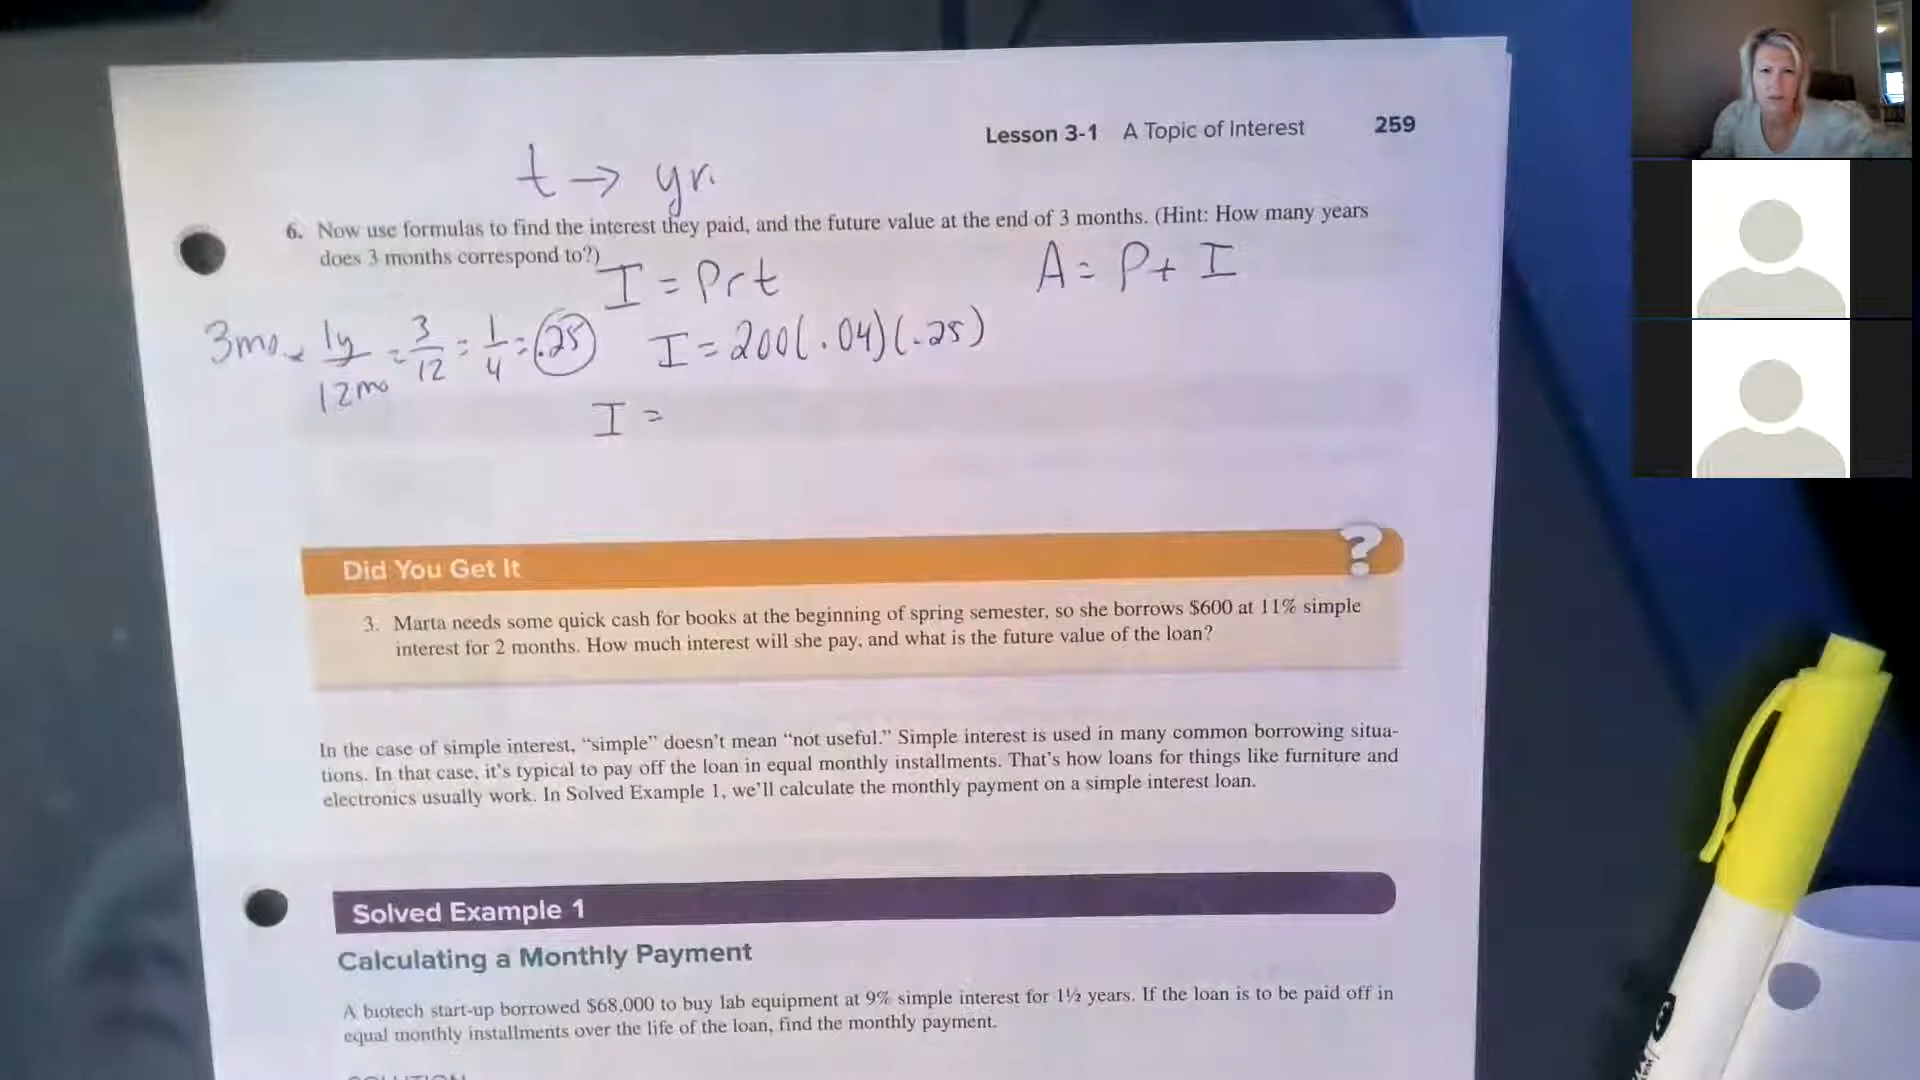 Lesson 3-1 A Topic of Interest 259
t → yr.
6. Now use formulas to find the interest they paid, and the future value at the end of 3 months. (Hint: How many years
does 3 months correspond to?)
I = Prt
A = P + I
3mo. 1y/12mo = 3/12 = 1/4 = .25
I = 200(.04)(.25)
I =
Did You Get It ?
3. Marta needs some quick cash for books at the beginning of spring semester, so she borrows $600 at 11% simple
interest for 2 months. How much interest will she pay, and what is the future value of the loan?
In the case of simple interest, “simple” doesn’t mean “not useful.” Simple interest is used in many common borrowing situa-
tions. In that case, it’s typical to pay off the loan in equal monthly installments. That’s how loans for things like furniture and
electronics usually work. In Solved Example 1, we’ll calculate the monthly payment on a simple interest loan.
Solved Example 1
Calculating a Monthly Payment
A biotech start-up borrowed $68,000 to buy lab equipment at 9% simple interest for 1½ years. If the loan is to be paid off in
equal monthly installments over the life of the loan, find the monthly payment.